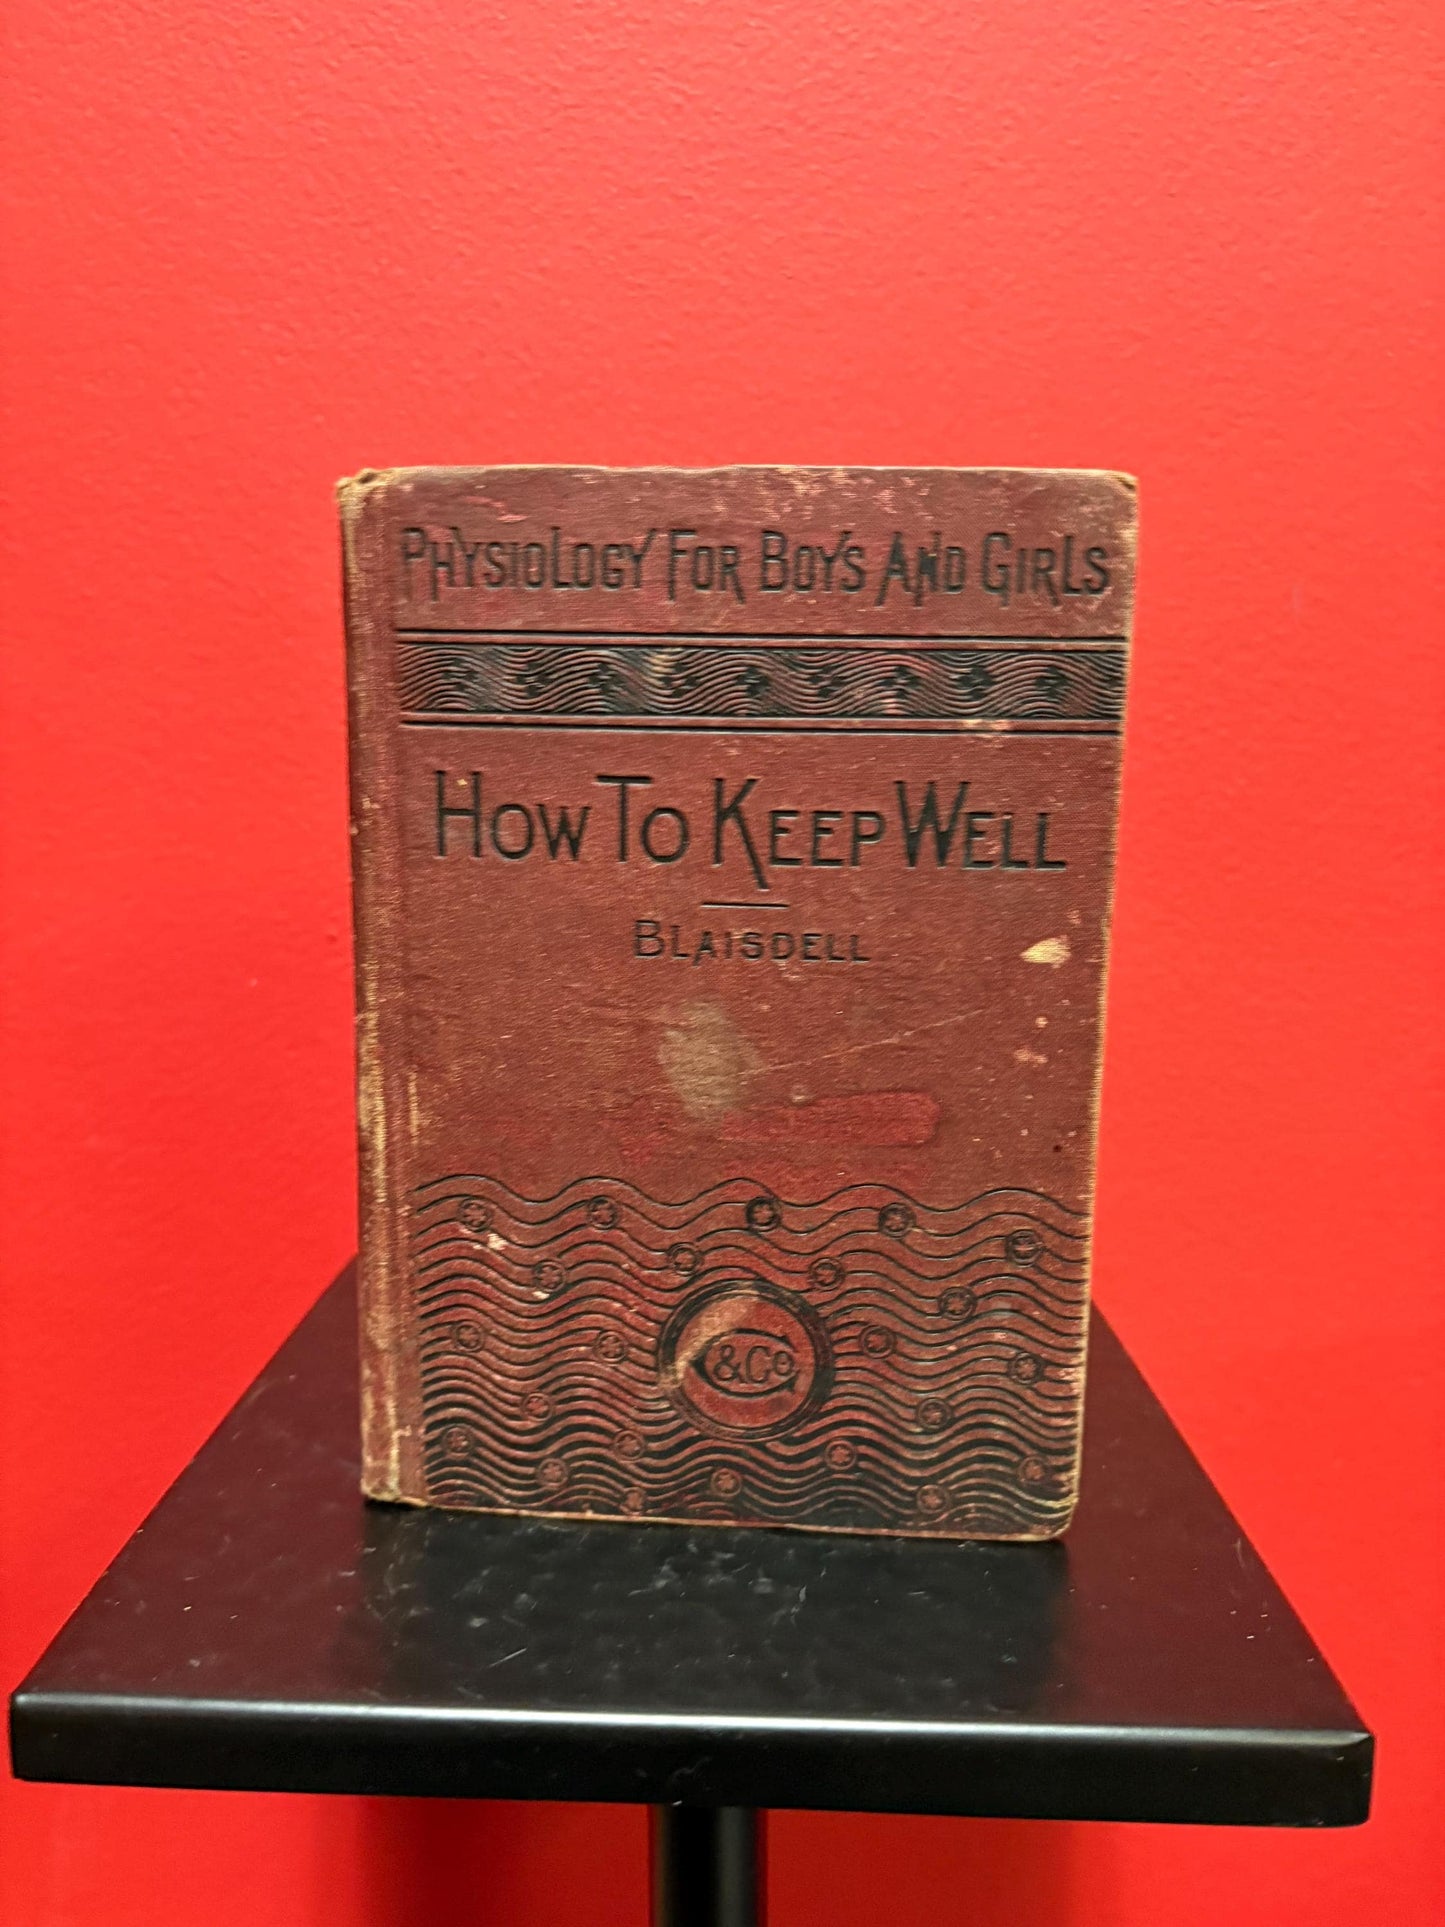 PHYSIOLOGY FOR BOYS AND GIRLS
HOW TO KEEP WELL
BLAISDELL
&Co